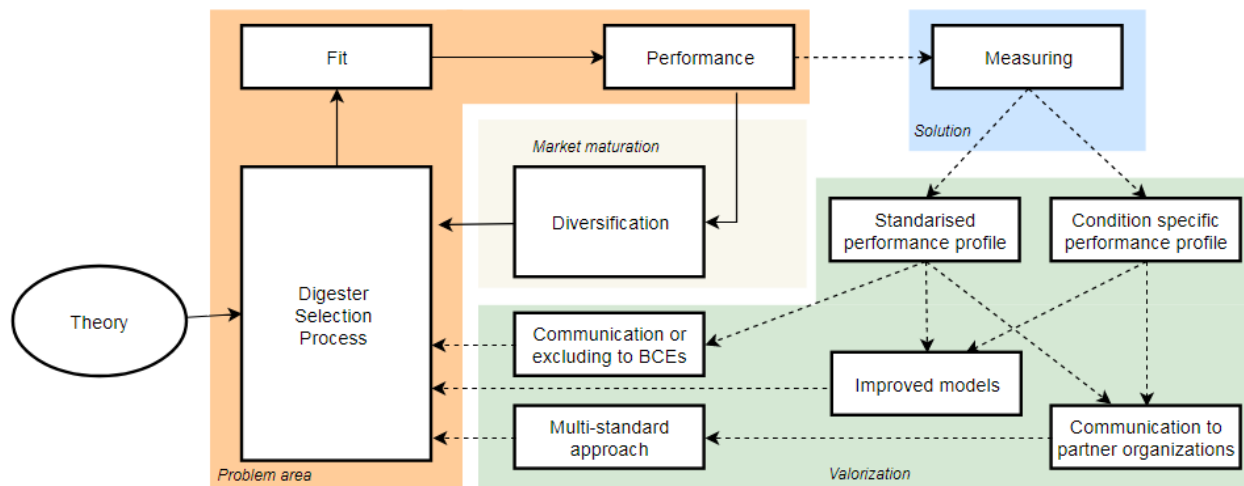 Fit
Performance
Measuring
Solution
Market maturation
Diversification
Standarised
performance profile
Condition specific
performance profile
Theory
Digester
Selection
Process
Communication or
excluding to BCEs
Improved models
Multi-standard
approach
Communication to
partner organizations
Problem area
Valorization